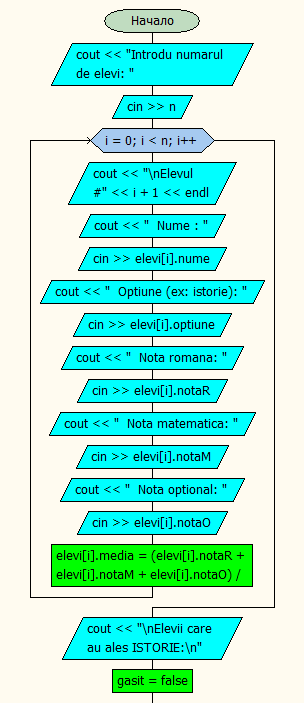 Начало
cout << "Introdu numarul
de elevi: "
cin >> n
i = 0; i < n; i++
cout << "\nElevul
#" << i + 1 << endl
cout << "  Nume : "
cin >> elevi[i].nume
cout << "  Optiune (ex: istorie): "
cin >> elevi[i].optiune
cout << "  Nota romana: "
cin >> elevi[i].notaR
cout << "  Nota matematica: "
cin >> elevi[i].notaM
cout << "  Nota optional: "
cin >> elevi[i].notaO
elevi[i].media = (elevi[i].notaR +
elevi[i].notaM + elevi[i].notaO) /
cout << "\nElevii care
au ales ISTORIE:\n"
gasit = false